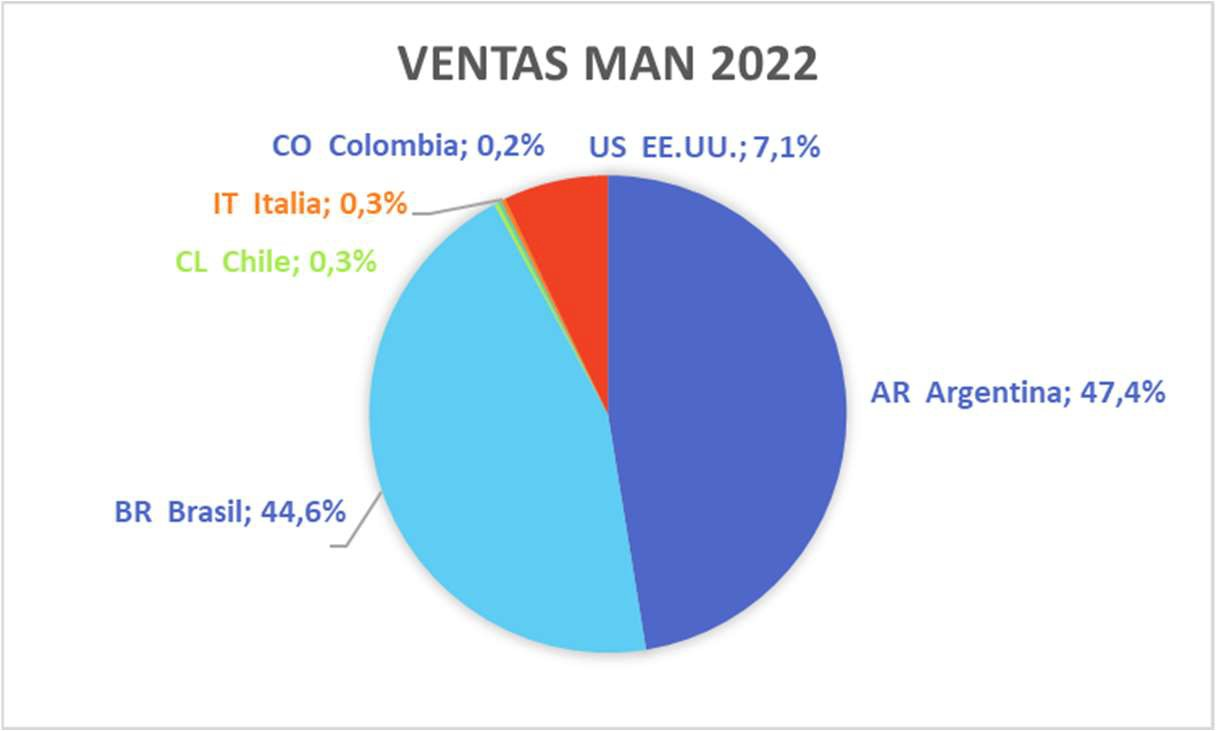 VENTAS MAN 2022
CO Colombia; 0,2%
US EE.UU.; 7,1%
IT Italia; 0,3%
CL Chile; 0,3%
AR Argentina; 47,4%
BR Brasil; 44,6%